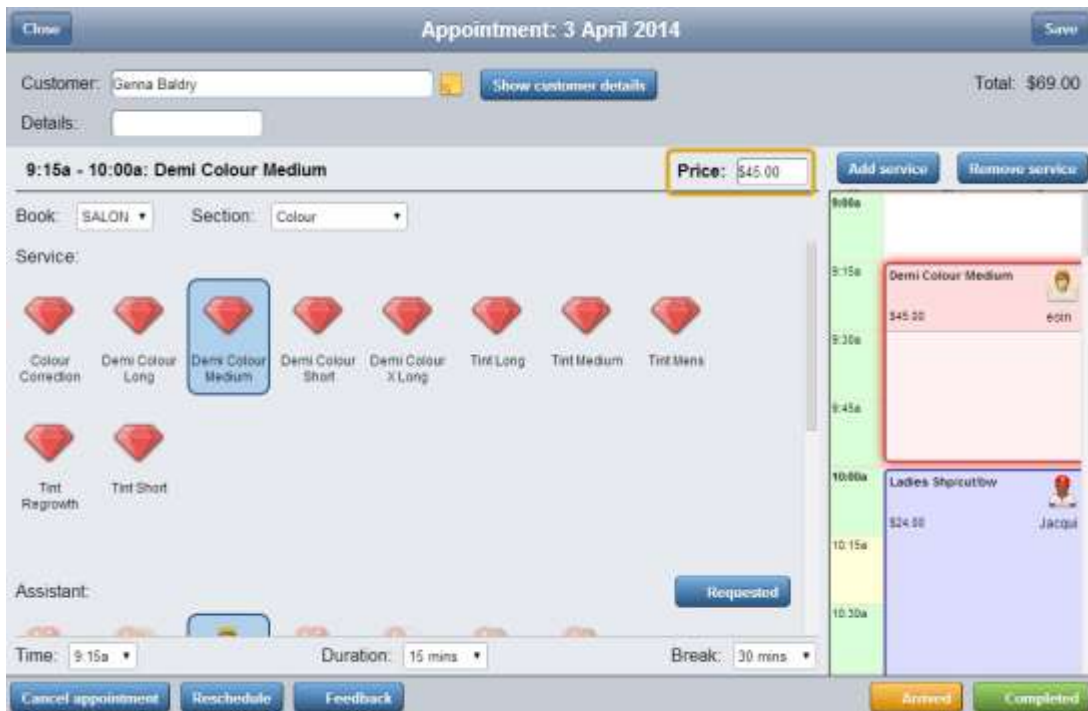 Close
Appointment: 3 April 2014
Save
Customer: Genna Baldry
Show customer details
Total: $69.00
Details:
9:15a - 10:00a: Demi Colour Medium
Price: $45.00
Add service
Remove service
Book: SALON
Section: Colour
Service:
Colour Correction
Demi Colour Long
Demi Colour Medium
Demi Colour Short
Demi Colour X Long
Tint Long
Tint Medium
Tint Mens
Tint Regrowth
Tint Short
Assistant:
Requested
Time: 9:15a
Duration: 15 mins
Break: 30 mins
9:00a
9:15a
Demi Colour Medium
$45.00
eoin
9:30a
9:45a
10:00a
Ladies Shp/cut/bw
$24.00
Jacqui
10:15a
10:30a
Cancel appointment
Reschedule
Feedback
Arrived
Completed